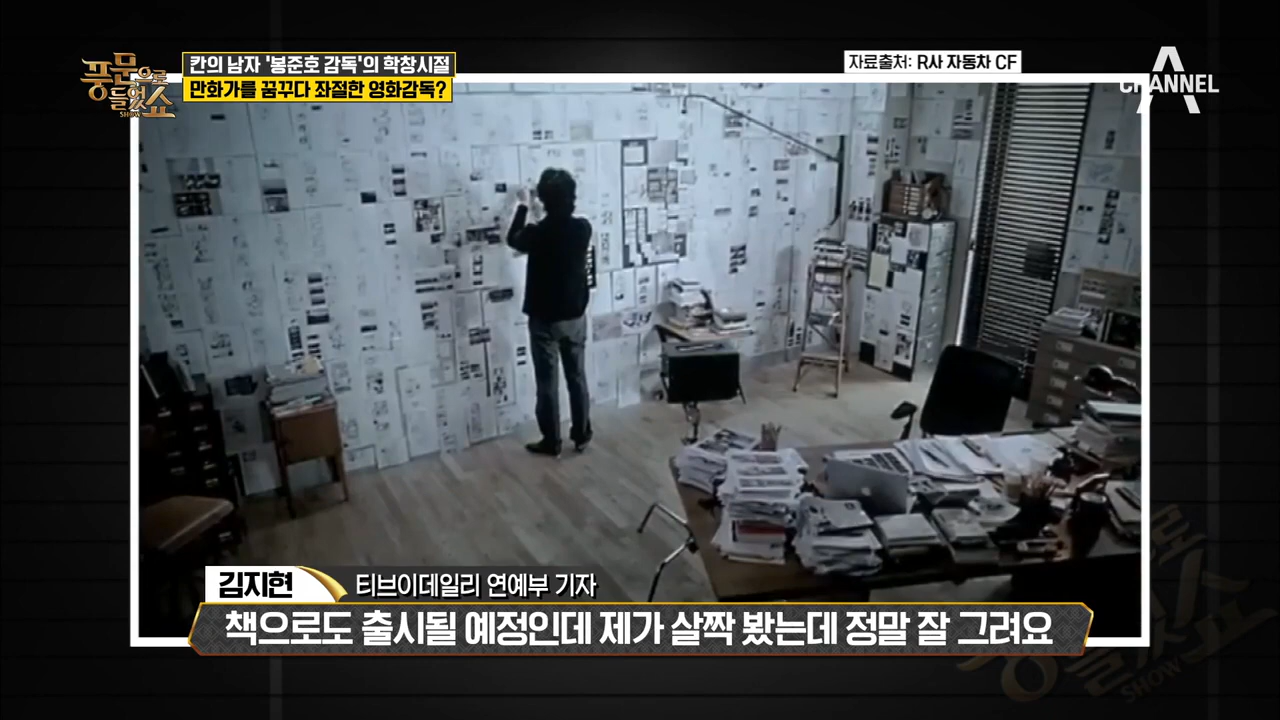 풍문으로
들었쇼
SHOW
칸의 남자 '봉준호 감독'의 학창시절
만화가를 꿈꾸다 좌절한 영화감독?
자료출처: R사 자동차 CF
CHANNEL A
김지현 티브이데일리 연예부 기자
책으로도 출시될 예정인데 제가 살짝 봤는데 정말 잘 그려요